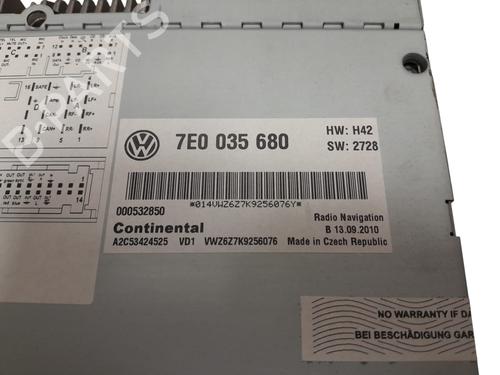 7E0 035 680
HW: H42
SW: 2728
*014VWZ6Z7K9256076Y*
000532850
Continental
A2C53424525 VD1 VWZ6Z7K9256076
Radio Navigation
B 13.09.2010
Made in Czech Republic
NO WARRANTY IF DA
BEI BESCHÄDIGUNG GAR
B-PARTS